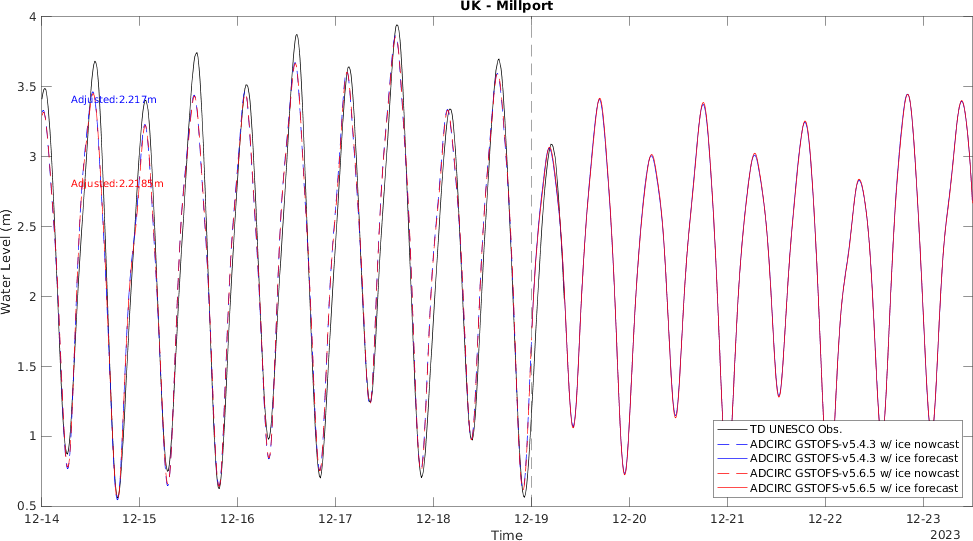 UK - Millport
4
3.5
3
2.5
2
1.5
1
0.5
Water Level (m)
Adjusted:2.217m
Adjusted:2.2185m
TD UNESCO Obs.
ADCIRC GSTOFS-v5.4.3 w/ ice nowcast
ADCIRC GSTOFS-v5.4.3 w/ ice forecast
ADCIRC GSTOFS-v5.6.5 w/ ice nowcast
ADCIRC GSTOFS-v5.6.5 w/ ice forecast
12-14 12-15 12-16 12-17 12-18 12-19 12-20 12-21 12-22 12-23
Time
2023